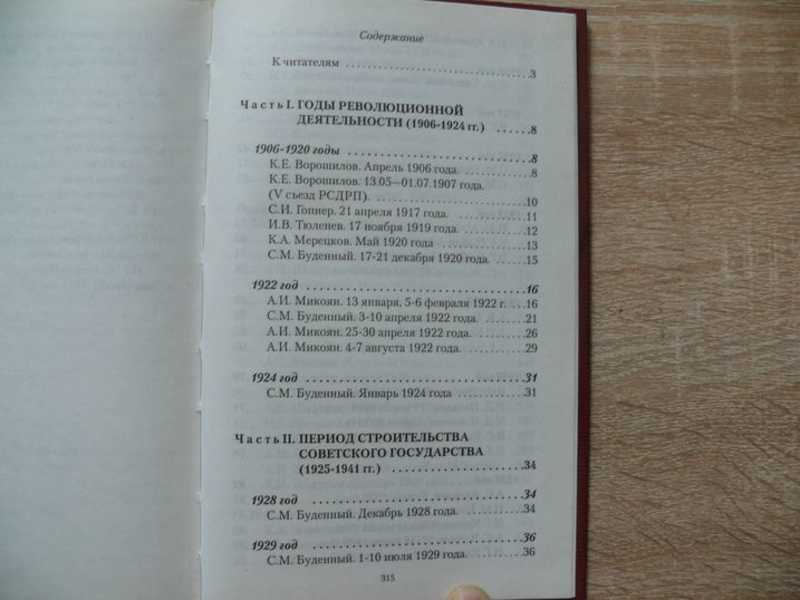 Содержание
К читателям ..................................3
Часть I. ГОДЫ РЕВОЛЮЦИОННОЙ
ДЕЯТЕЛЬНОСТИ (1906-1924 гг.) ......8
1906-1920 годы ..............................8
К.Е. Ворошилов. Апрель 1906 года. ...........8
К.Е. Ворошилов. 13.05—01.07.1907 года.
(V съезд РСДРП). ..........................10
С.И. Гопнер. 21 апреля 1917 года. ............11
И.В. Тюленев. 17 ноября 1919 года. ..........12
К.А. Мерецков. Май 1920 года ..............13
С.М. Буденный. 17-21 декабря 1920 года. .....15
1922 год ....................................16
А.И. Микоян. 13 января, 5-6 февраля 1922 г. ...16
С.М. Буденный. 3-10 апреля 1922 года. .......21
А.И. Микоян. 25-30 апреля 1922 года. ........26
А.И. Микоян. 4-7 августа 1922 года. ..........29
1924 год ....................................31
С.М. Буденный. Январь 1924 года ...........31
Часть II. ПЕРИОД СТРОИТЕЛЬСТВА
СОВЕТСКОГО ГОСУДАРСТВА
(1925-1941 гг.) ....................34
1928 год ..................................34
С.М. Буденный. Декабрь 1928 года. ..........34
1929 год ..................................36
С.М. Буденный. 1-10 июля 1929 года. .........36
315